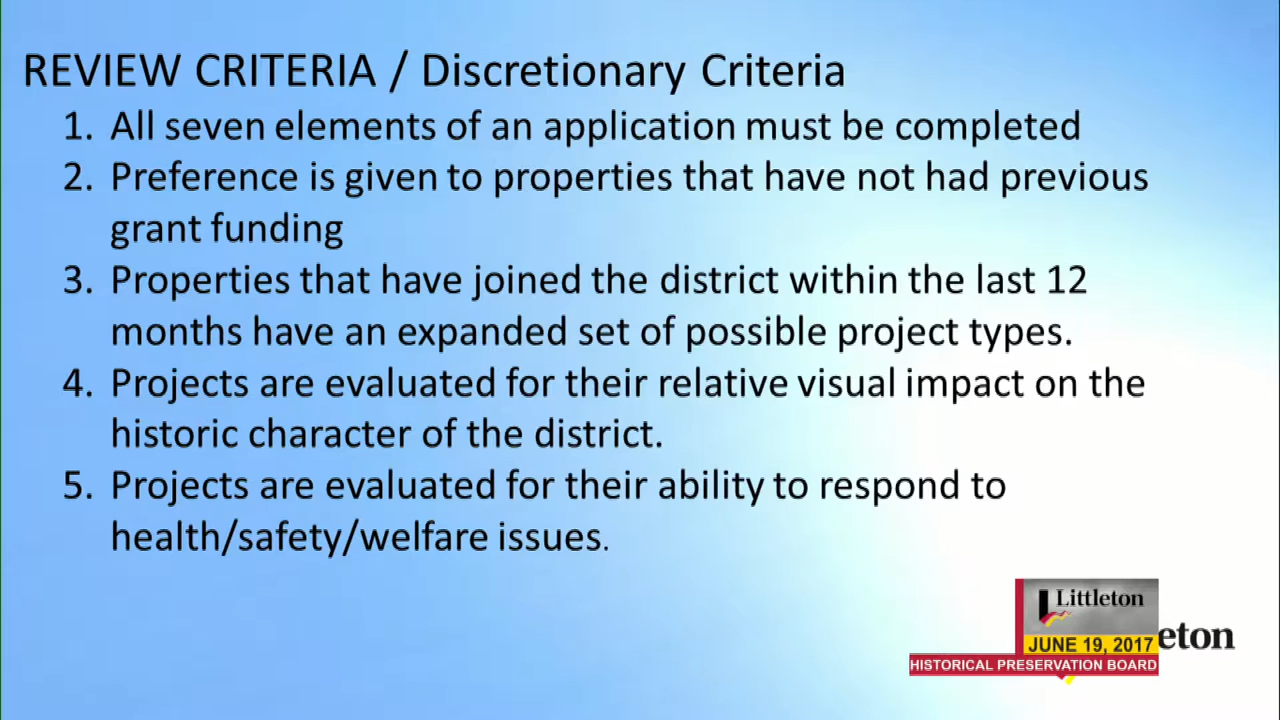 REVIEW CRITERIA / Discretionary Criteria
1. All seven elements of an application must be completed
2. Preference is given to properties that have not had previous
grant funding
3. Properties that have joined the district within the last 12
months have an expanded set of possible project types.
4. Projects are evaluated for their relative visual impact on the
historic character of the district.
5. Projects are evaluated for their ability to respond to
health/safety/welfare issues.
Littleton
eton
JUNE 19, 2017
HISTORICAL PRESERVATION BOARD